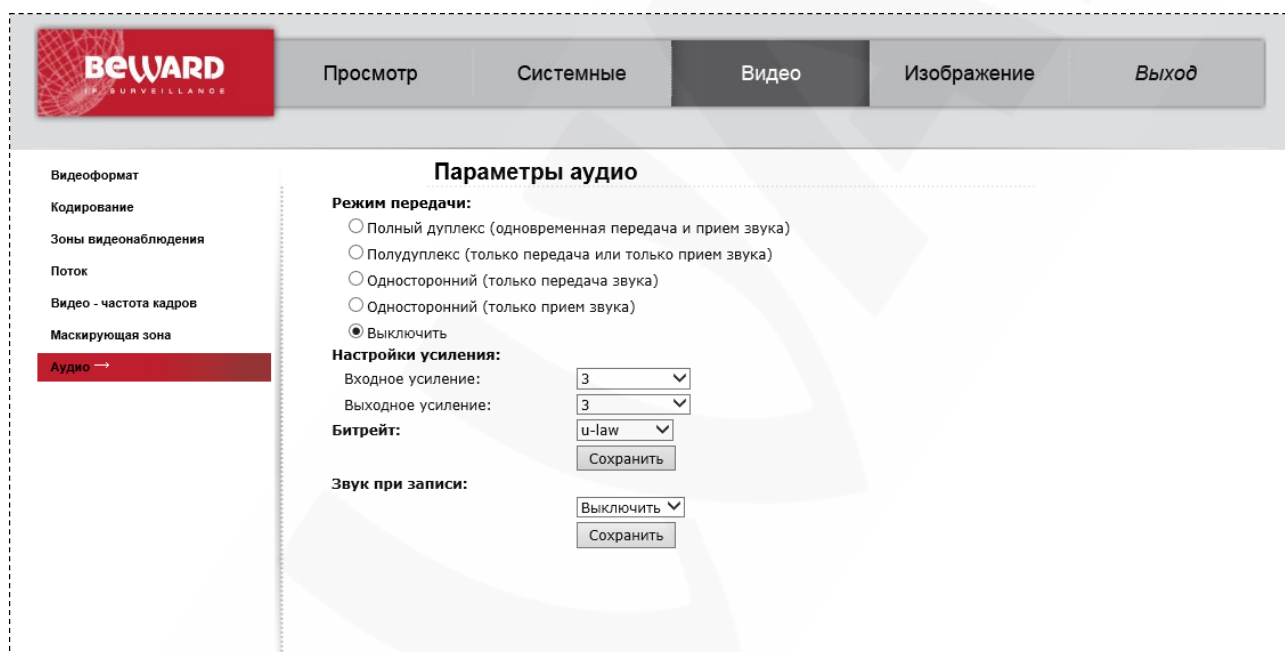 BEWARD
IP SURVEILLANCE
Просмотр
Системные
Видео
Изображение
Выход
Видеоформат
Кодирование
Зоны видеонаблюдения
Поток
Видео - частота кадров
Маскирующая зона
Аудио →
Параметры аудио
Режим передачи:
Полный дуплекс (одновременная передача и прием звука)
Полудуплекс (только передача или только прием звука)
Односторонний (только передача звука)
Односторонний (только прием звука)
Выключить
Настройки усиления:
Входное усиление: 3
Выходное усиление: 3
Битрейт: u-law
Сохранить
Звук при записи:
Выключить
Сохранить